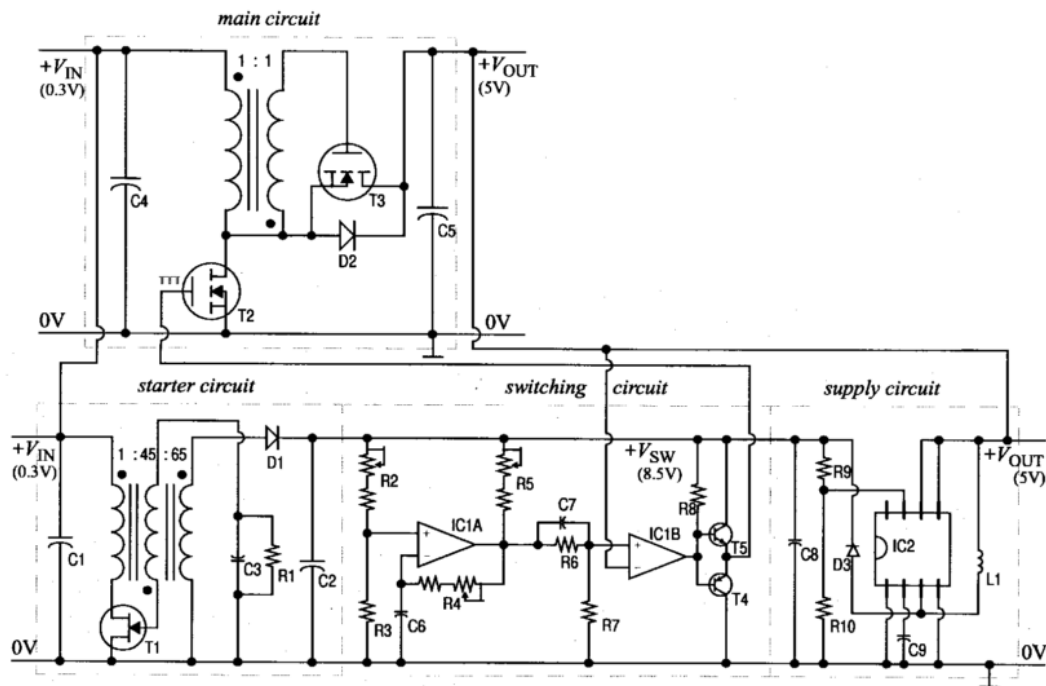 main circuit
+VIN
(0.3V)
1 : 1
+VOUT
(5V)
C4
T3
C5
D2
T2
0V
0V
starter circuit
switching circuit
supply circuit
+VIN
(0.3V)
1 : 45 : 65
D1
R2
R5
+VSW
(8.5V)
R9
+VOUT
(5V)
C7
R8
IC1A
IC1B
T5
IC2
C1
C3
R1
C2
R6
C8
D3
L1
R4
T4
T1
R3
C6
R7
R10
C9
0V
0V